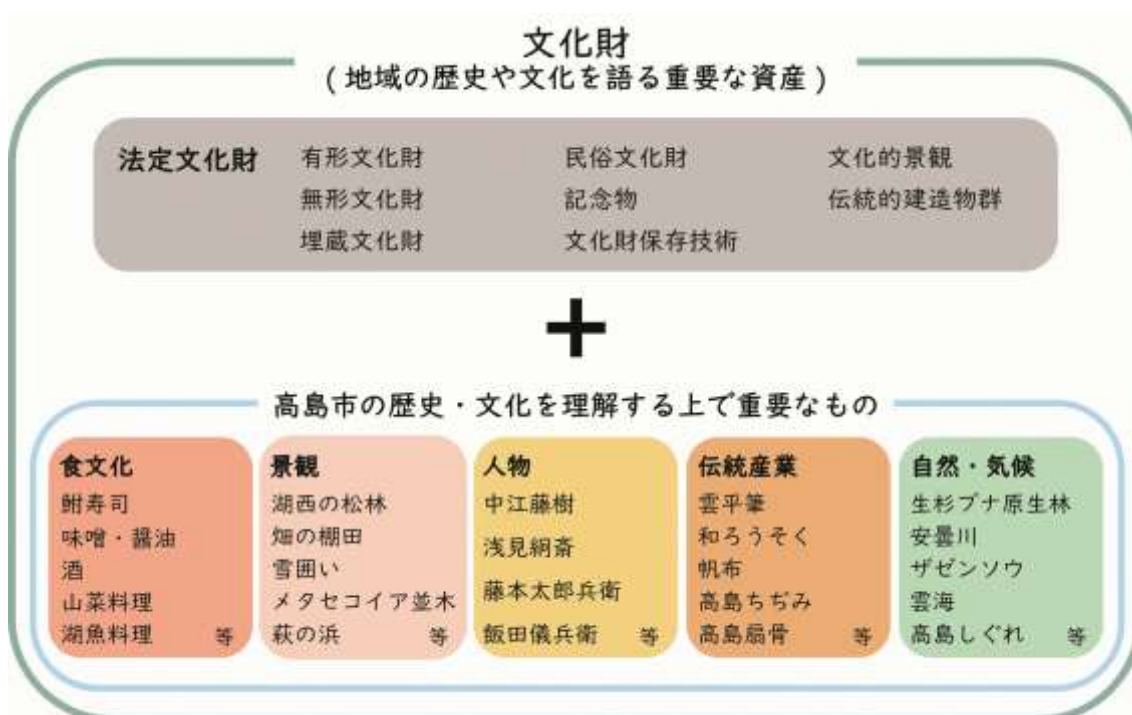 文化財
(地域の歴史や文化を語る重要な資産)
法定文化財
有形文化財
無形文化財
埋蔵文化財
民俗文化財
記念物
文化財保存技術
文化的景観
伝統的建造物群
+
高島市の歴史・文化を理解する上で重要なもの
食文化
鮒寿司
味噌・醤油
酒
山菜料理
湖魚料理 等
景観
湖西の松林
畑の棚田
雪囲い
メタセコイア並木
萩の浜 等
人物
中江藤樹
浅見絅斎
藤本太郎兵衛
飯田儀兵衛 等
伝統産業
雲平筆
和ろうそく
帆布
高島ちぢみ
高島扇骨 等
自然・気候
生杉ブナ原生林
安曇川
ザゼンソウ
雲海
高島しぐれ 等